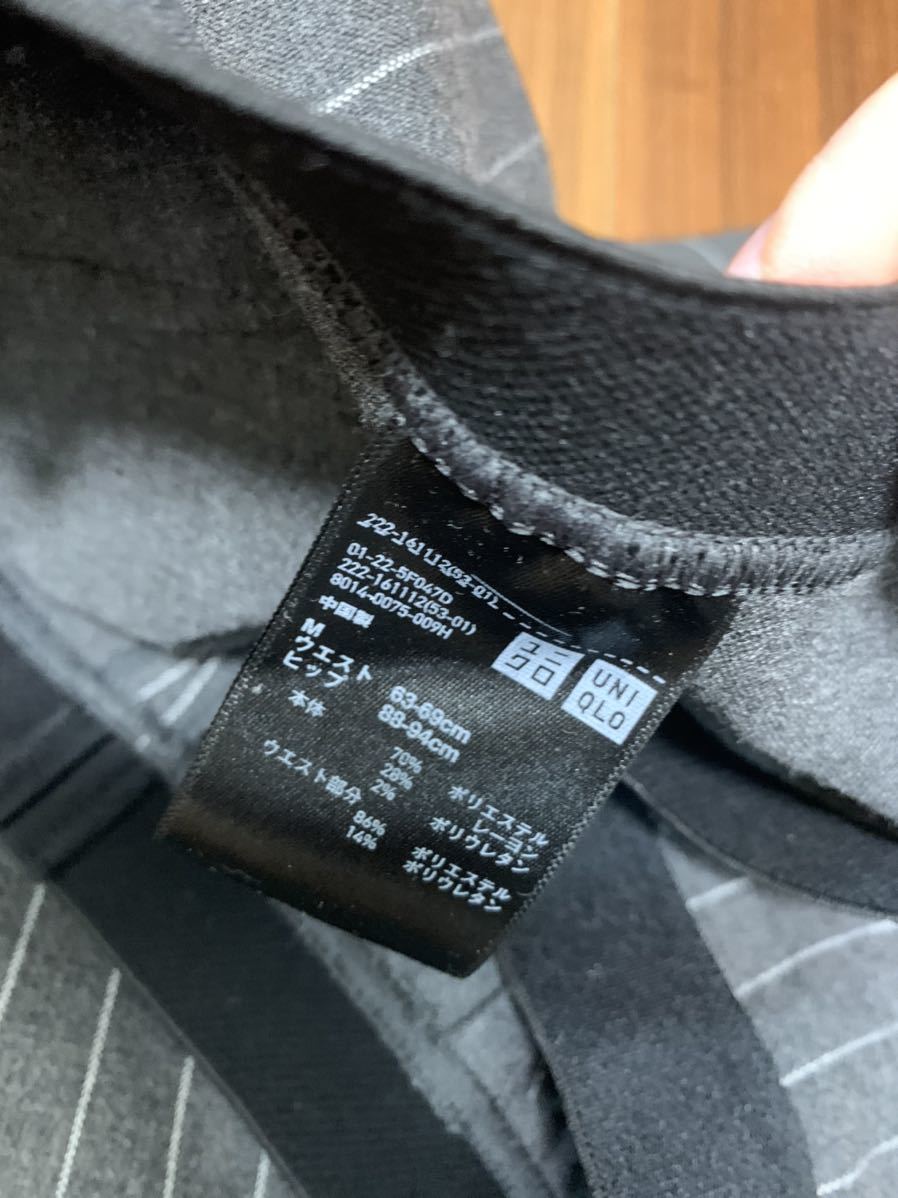 222-161112(52-01)
01-22-5F047D
222-161112(53-01)
8014-0075-009H
中国製
M
ウエスト 63-69cm
ヒップ 88-94cm
本体 70% ポリエステル
28% レーヨン
2% ポリウレタン
ウエスト部分 86% ポリエステル
14% ポリウレタン
ユニ
クロ
UNI
QLO